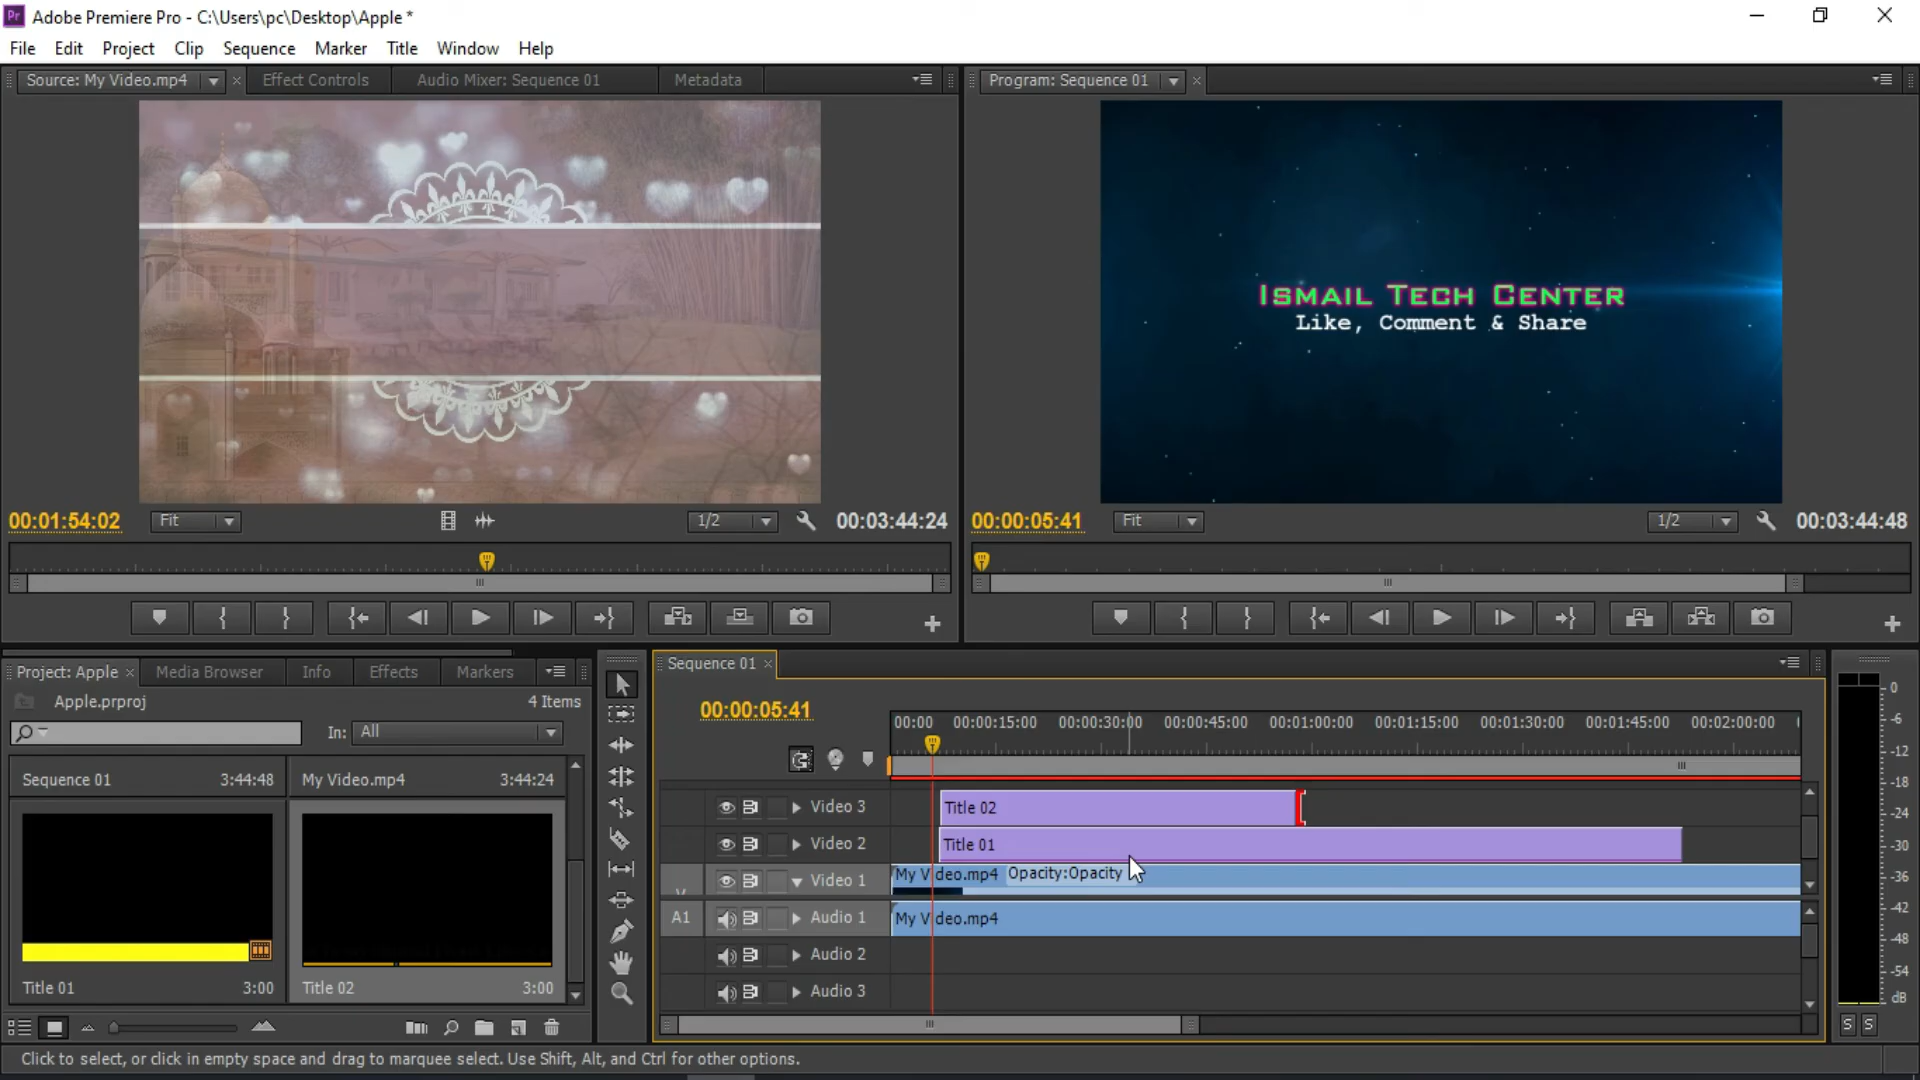 Pr Adobe Premiere Pro - C:\Users\pc\Desktop\Apple *
File Edit Project Clip Sequence Marker Title Window Help
Source: My Video.mp4 Effect Controls Audio Mixer: Sequence 01 Metadata
Program: Sequence 01
Ismail Tech Center
Like, Comment & Share
00:01:54:02 Fit 1/2 00:03:44:24
00:00:05:41 Fit 1/2 00:03:44:48
Project: Apple Media Browser Info Effects Markers
Apple.prproj 4 Items
In: All
Sequence 01 3:44:48 My Video.mp4 3:44:24
Title 01 3:00 Title 02 3:00
Sequence 01
00:00:05:41
00:00 00:00:15:00 00:00:30:00 00:00:45:00 00:01:00:00 00:01:15:00 00:01:30:00 00:01:45:00 00:02:00:00
Video 3 Title 02
Video 2 Title 01
Video 1 My Video.mp4 Opacity:Opacity
A1 Audio 1 My Video.mp4
Audio 2
Audio 3
0
-6
-12
-18
-24
-30
-36
-42
-48
-54
dB
S S
Click to select, or click in empty space and drag to marquee select. Use Shift, Alt, and Ctrl for other options.